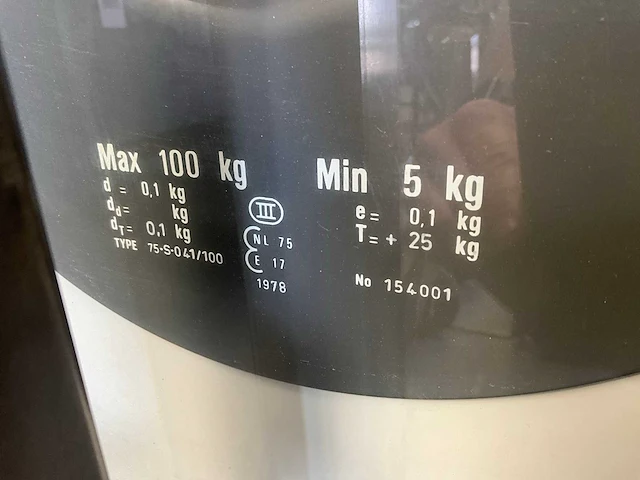 Max 100 kg
d = 0,1 kg
dd= kg
dT= 0,1 kg
TYPE 75-S-041/100
III
NL 75
E 17
1978
Min 5 kg
e = 0,1 kg
T = + 25 kg
No 154001